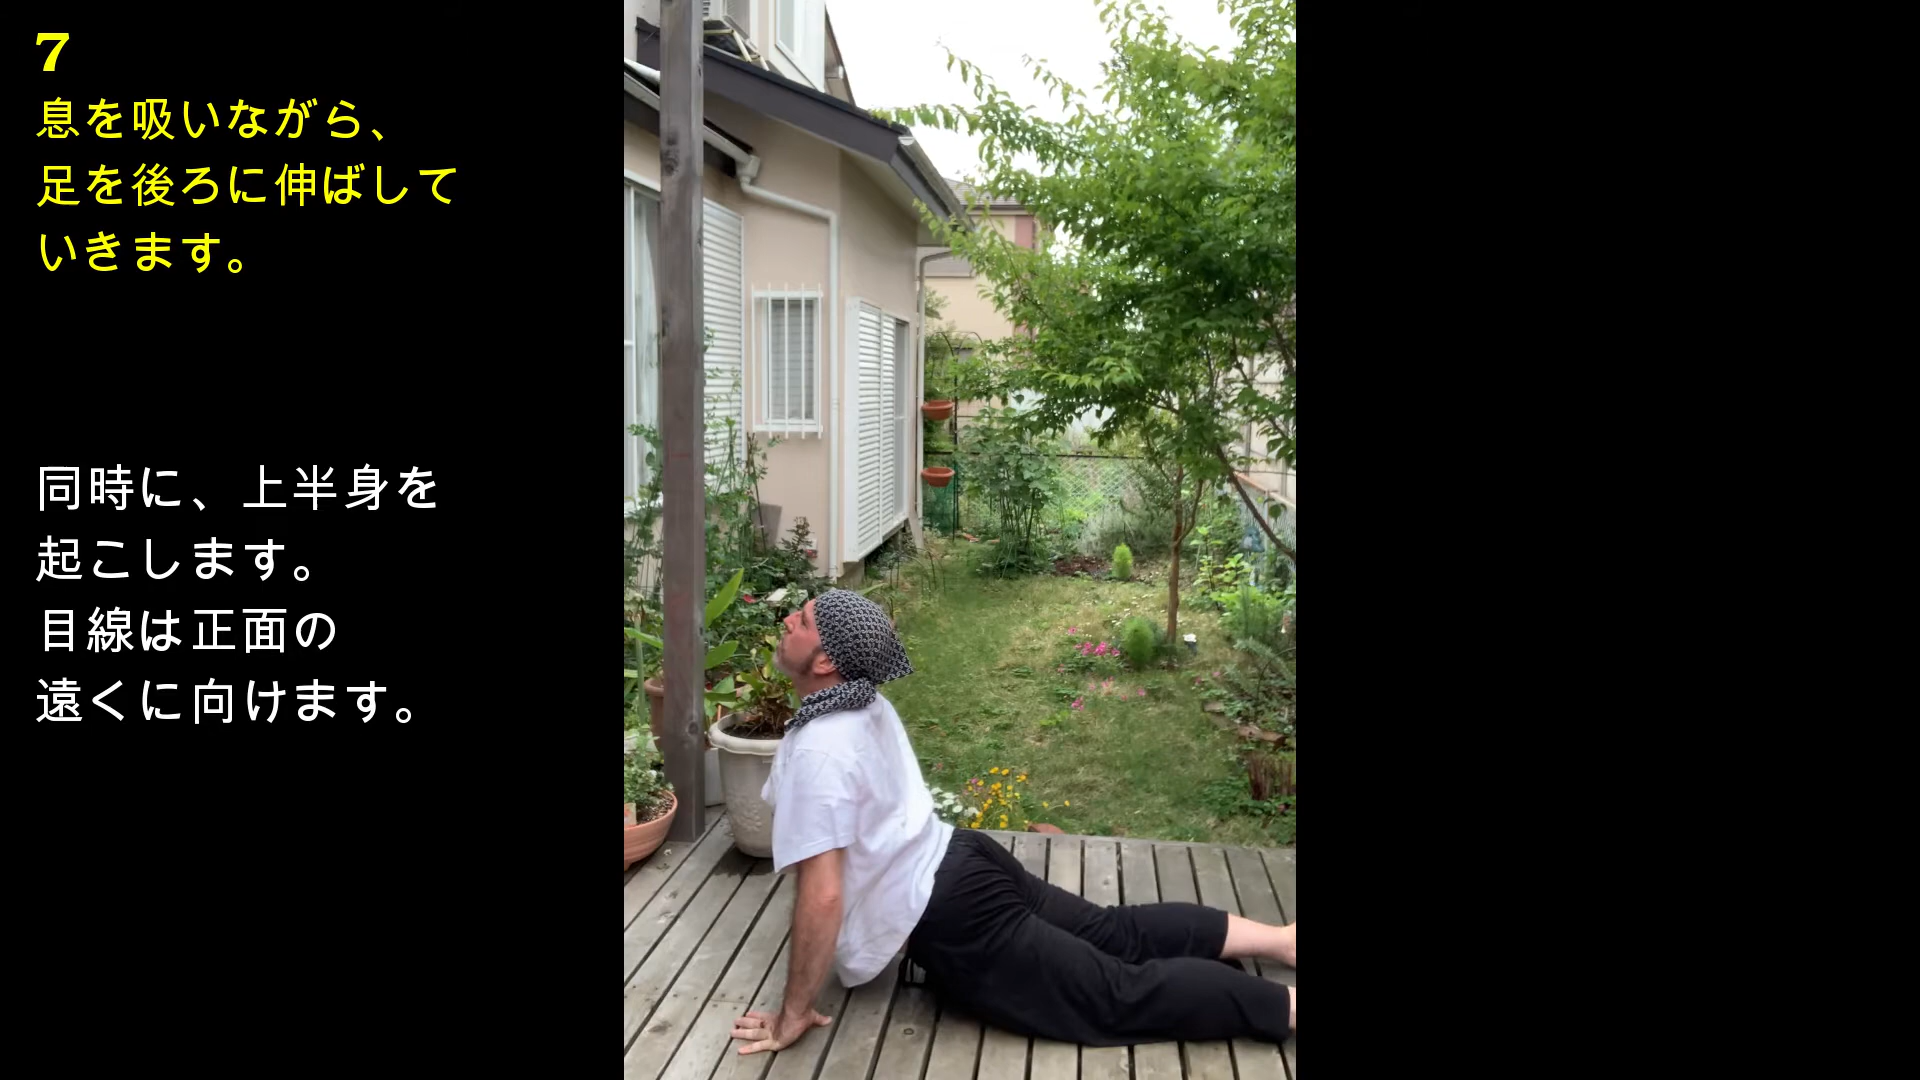 7
息を吸いながら、
足を後ろに伸ばして
いきます。
同時に、上半身を
起こします。
目線は正面の
遠くに向けます。